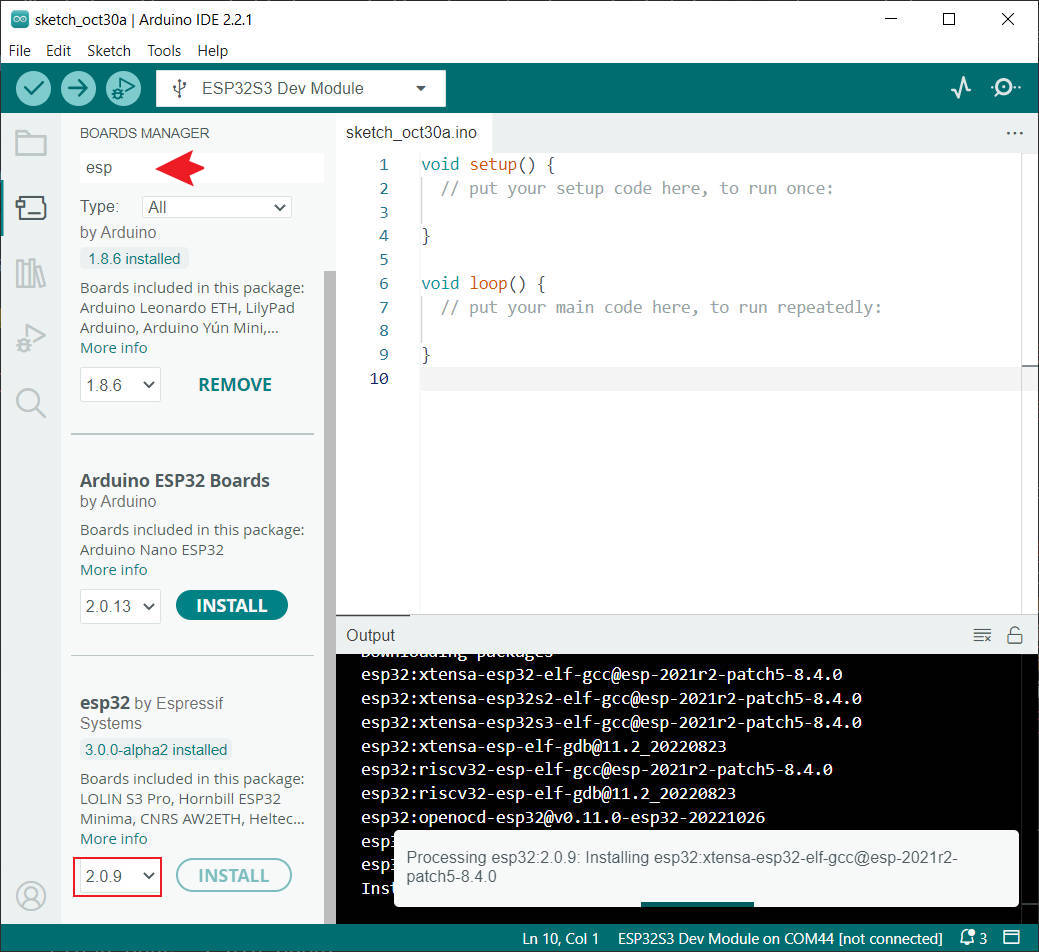 sketch_oct30a | Arduino IDE 2.2.1
File Edit Sketch Tools Help
ESP32S3 Dev Module
BOARDS MANAGER
esp
Type: All
by Arduino
1.8.6 installed
Boards included in this package:
Arduino Leonardo ETH, LilyPad
Arduino, Arduino Yún Mini,...
More info
1.8.6 REMOVE
Arduino ESP32 Boards
by Arduino
Boards included in this package:
Arduino Nano ESP32
More info
2.0.13 INSTALL
esp32 by Espressif
Systems
3.0.0-alpha2 installed
Boards included in this package:
LOLIN S3 Pro, Hornbill ESP32
Minima, CNRS AW2ETH, Heltec...
More info
2.0.9 INSTALL
sketch_oct30a.ino
...
1 void setup() {
2 // put your setup code here, to run once:
3
4 }
5
6 void loop() {
7 // put your main code here, to run repeatedly:
8
9 }
10
Output
Downloading packages
esp32:xtensa-esp32-elf-gcc@esp-2021r2-patch5-8.4.0
esp32:xtensa-esp32s2-elf-gcc@esp-2021r2-patch5-8.4.0
esp32:xtensa-esp32s3-elf-gcc@esp-2021r2-patch5-8.4.0
esp32:xtensa-esp-elf-gdb@11.2_20220823
esp32:riscv32-esp-elf-gcc@esp-2021r2-patch5-8.4.0
esp32:riscv32-esp-elf-gdb@11.2_20220823
esp32:openocd-esp32@v0.11.0-esp32-20221026
Processing esp32:2.0.9: Installing esp32:xtensa-esp32-elf-gcc@esp-2021r2-
patch5-8.4.0
Ln 10, Col 1 ESP32S3 Dev Module on COM44 [not connected] 3